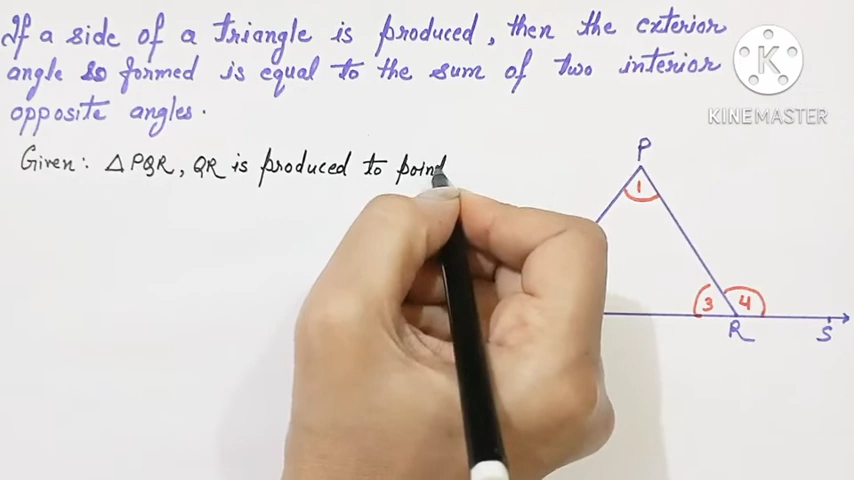 If a side of a triangle is produced, then the exterior
angle so formed is equal to the sum of two interior
opposite angles.
Given: △PQR, QR is produced to point
K
KINEMASTER
P
1
3
4
R
S